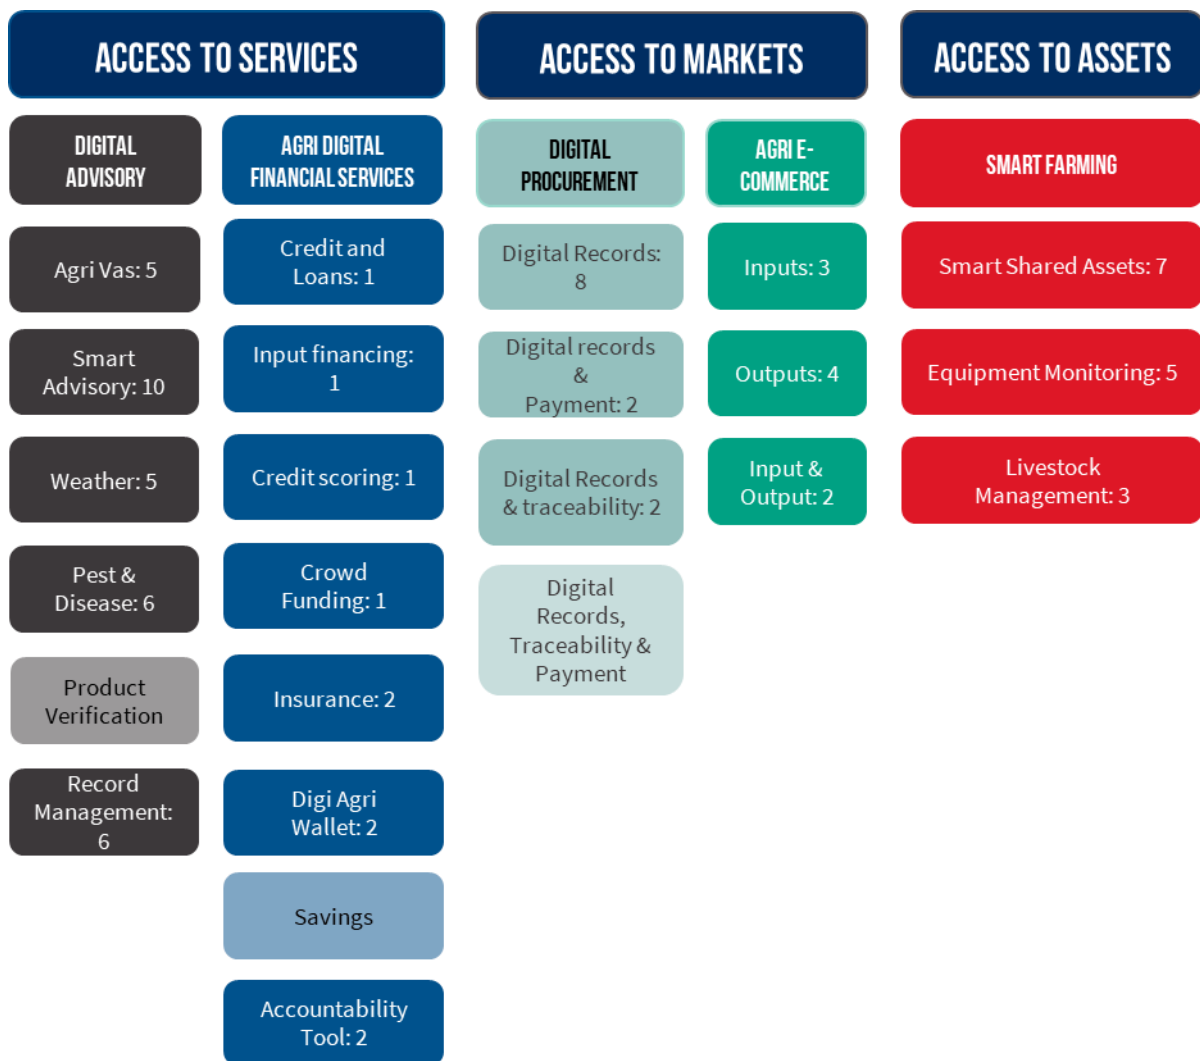 ACCESS TO SERVICES
ACCESS TO MARKETS
ACCESS TO ASSETS
DIGITAL
ADVISORY
Agri Vas: 5
Smart
Advisory: 10
Weather: 5
Pest &
Disease: 6
Product
Verification
Record
Management:
6
AGRI DIGITAL
FINANCIAL SERVICES
Credit and
Loans: 1
Input financing:
1
Credit scoring: 1
Crowd
Funding: 1
Insurance: 2
Digi Agri
Wallet: 2
Savings
Accountability
Tool: 2
DIGITAL
PROCUREMENT
Digital Records:
8
Digital records
&
Payment: 2
Digital Records
& traceability: 2
Digital
Records,
Traceability &
Payment
AGRI E-
COMMERCE
Inputs: 3
Outputs: 4
Input &
Output: 2
SMART FARMING
Smart Shared Assets: 7
Equipment Monitoring: 5
Livestock
Management: 3